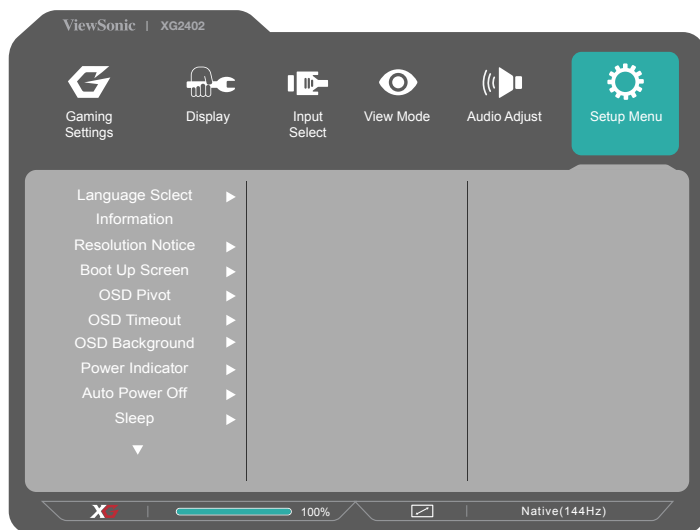 ViewSonic | XG2402
Gaming
Settings
Display
Input
Select
View Mode
Audio Adjust
Setup Menu
Language Sclect
Information
Resolution Notice
Boot Up Screen
OSD Pivot
OSD Timeout
OSD Background
Power Indicator
Auto Power Off
Sleep
XG
100%
Native(144Hz)